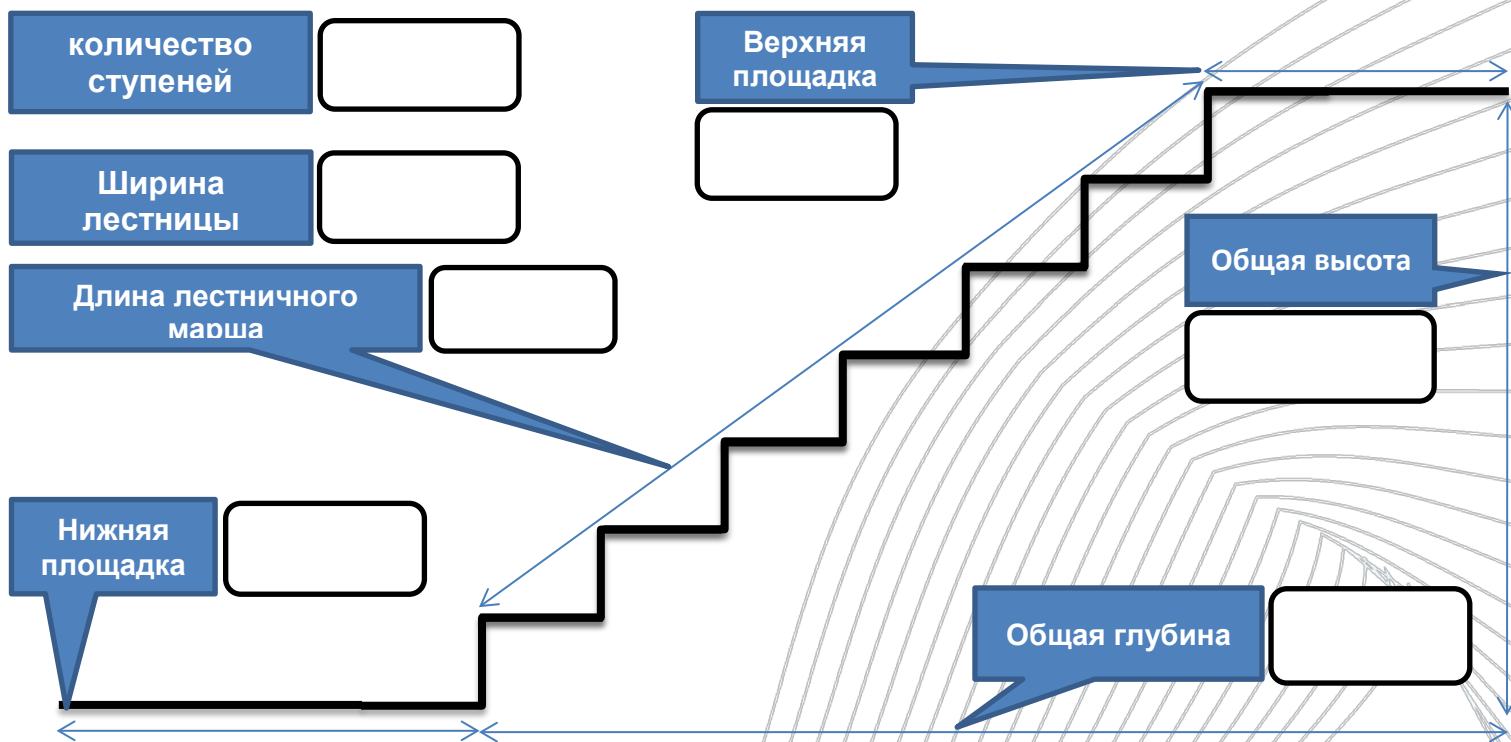 количество
ступеней
Верхняя
площадка
Ширина
лестницы
Общая высота
Длина лестничного
марша
Нижняя
площадка
Общая глубина